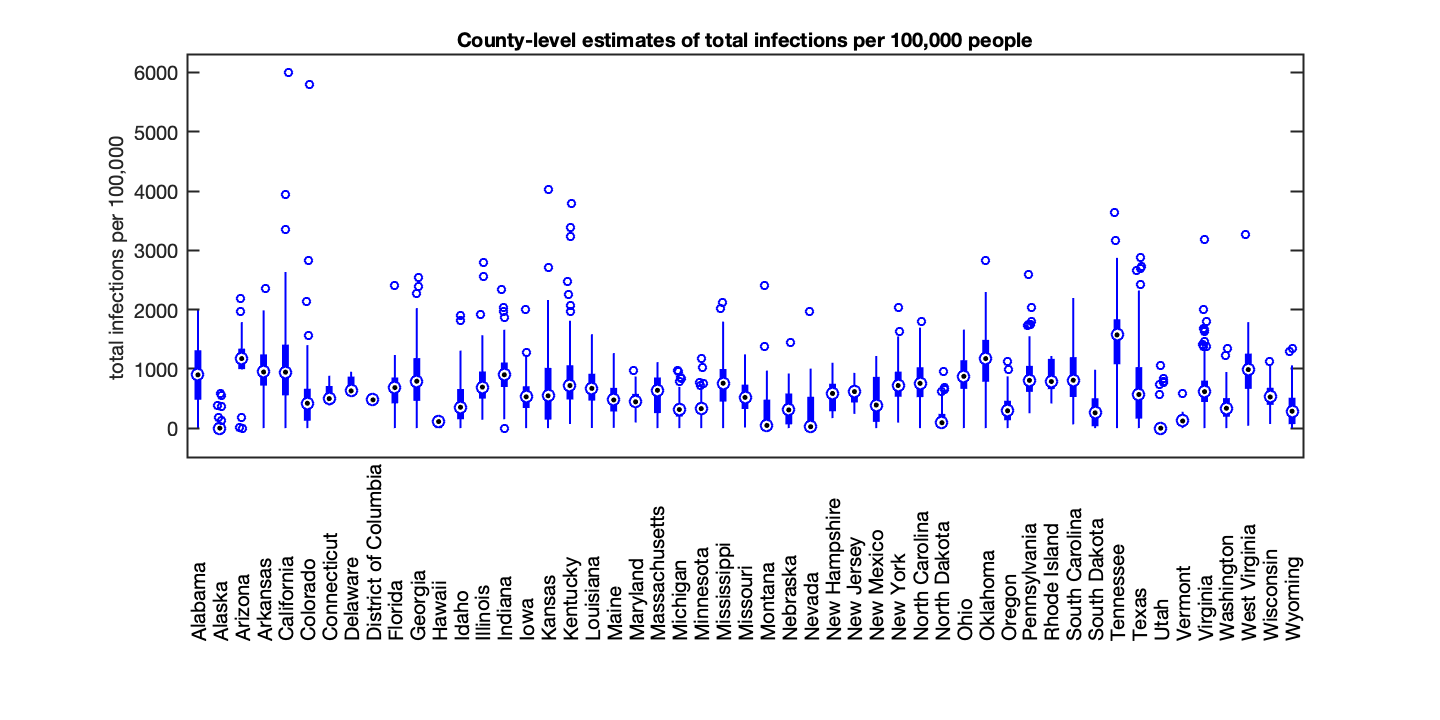 County-level estimates of total infections per 100,000 people
total infections per 100,000
6000
5000
4000
3000
2000
1000
0
Alabama
Alaska
Arizona
Arkansas
California
Colorado
Connecticut
Delaware
District of Columbia
Florida
Georgia
Hawaii
Idaho
Illinois
Indiana
Iowa
Kansas
Kentucky
Louisiana
Maine
Maryland
Massachusetts
Michigan
Minnesota
Mississippi
Missouri
Montana
Nebraska
Nevada
New Hampshire
New Jersey
New Mexico
New York
North Carolina
North Dakota
Ohio
Oklahoma
Oregon
Pennsylvania
Rhode Island
South Carolina
South Dakota
Tennessee
Texas
Utah
Vermont
Virginia
Washington
West Virginia
Wisconsin
Wyoming